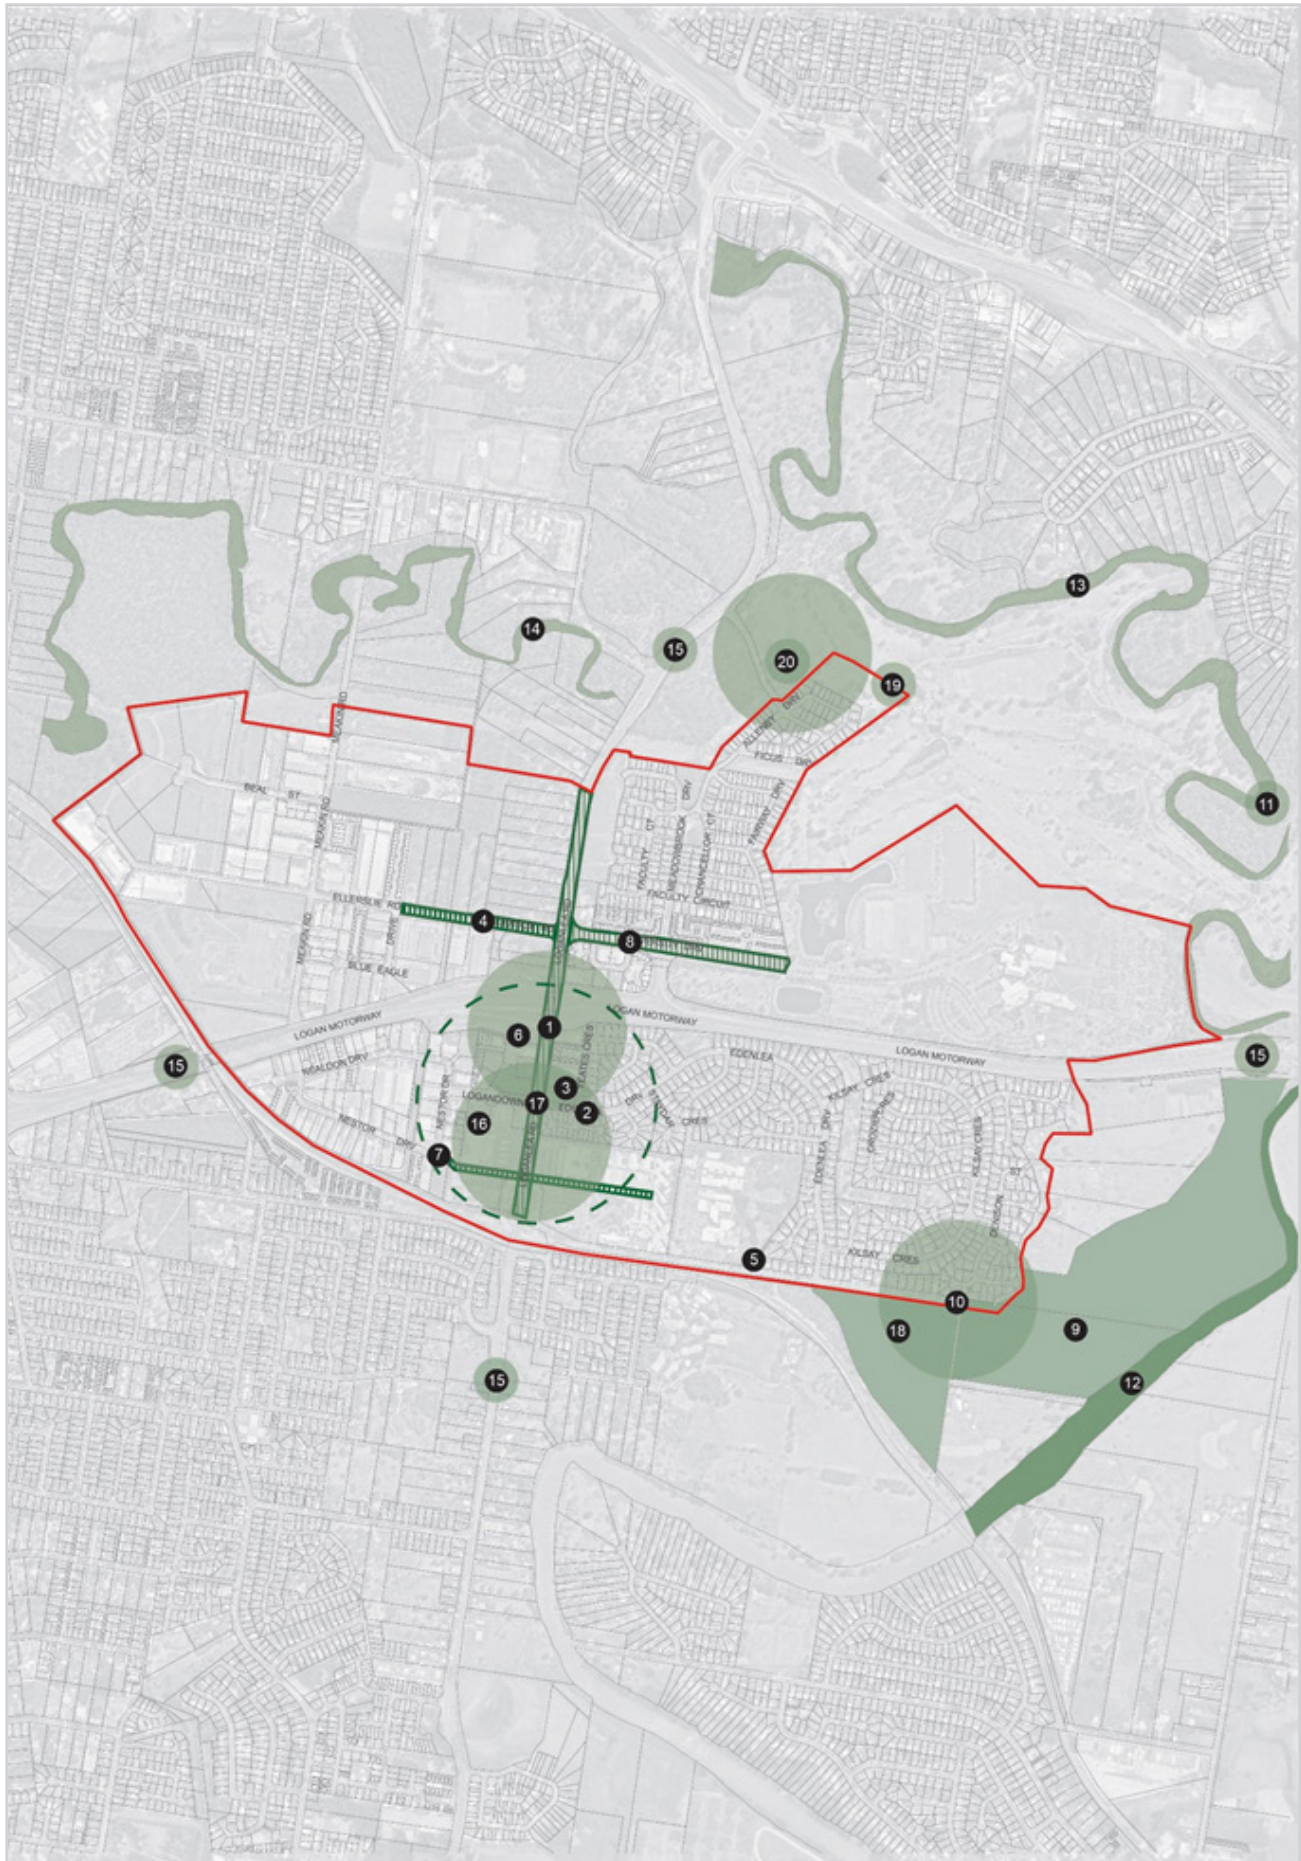 13
14
15
20
19
ALLENBY DRV
FICUS DRV
MEAKIN RD
BEAL ST
MEAKIN RD
11
FACULTY CT
MEADOWBROOK DRV
CHANCELLOR CT
FAIRWAY DRV
FACULTY CIRCUIT
ELLERSLIE RD
4
8
MEAKIN RD
DRIVE
BLUE EAGLE
LOGAN MOTORWAY
LOGAN MOTORWAY
6
1
LOGAN MOTORWAY
15
15
NEALDON DRV
EDENLEA
3
2
17
LOGANDOWNS
NESTOR DR
16
DRV
CRES
KILSAY CRES
EDENLEA DRV
KILSAY CRES
NESTOR DRV
7
ST
DENISON
5
KILSAY CRES
10
18
9
12
15